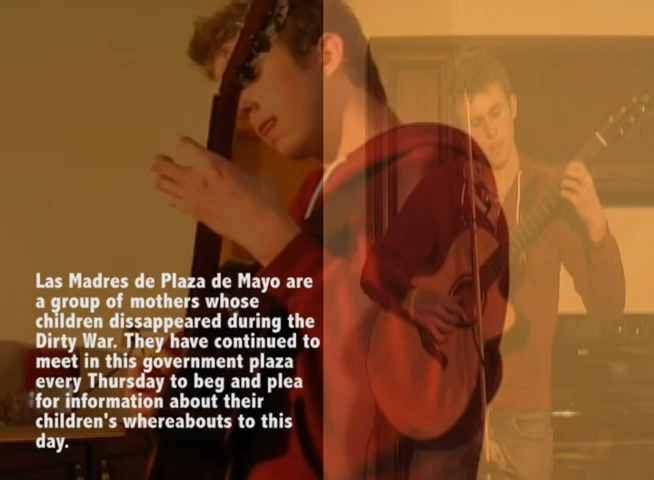 Las Madres de Plaza de Mayo are
a group of mothers whose
children dissappeared during the
Dirty War. They have continued to
meet in this government plaza
every Thursday to beg and plea
for information about their
children's whereabouts to this
day.